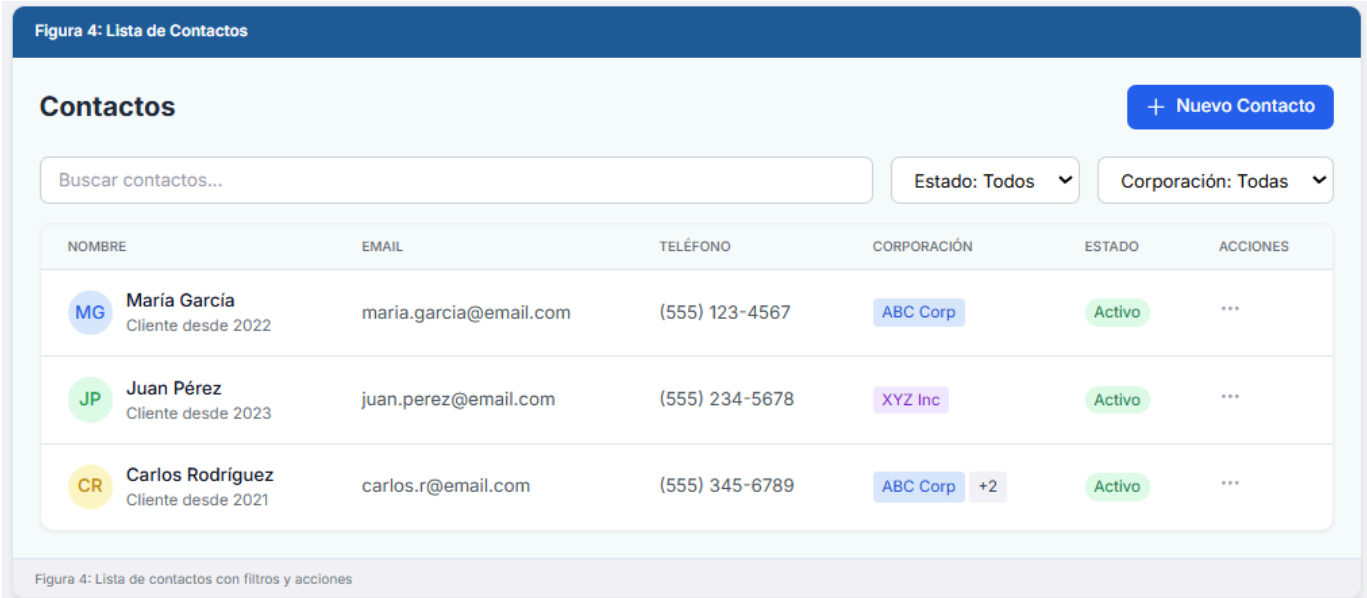 Figura 4: Lista de Contactos
Contactos
+ Nuevo Contacto
Buscar contactos...
Estado: Todos
Corporación: Todas
NOMBRE EMAIL TELÉFONO CORPORACIÓN ESTADO ACCIONES
MG María García maria.garcia@email.com (555) 123-4567 ABC Corp Activo ...
Cliente desde 2022
JP Juan Pérez juan.perez@email.com (555) 234-5678 XYZ Inc Activo ...
Cliente desde 2023
CR Carlos Rodríguez carlos.r@email.com (555) 345-6789 ABC Corp +2 Activo ...
Cliente desde 2021
Figura 4: Lista de contactos con filtros y acciones